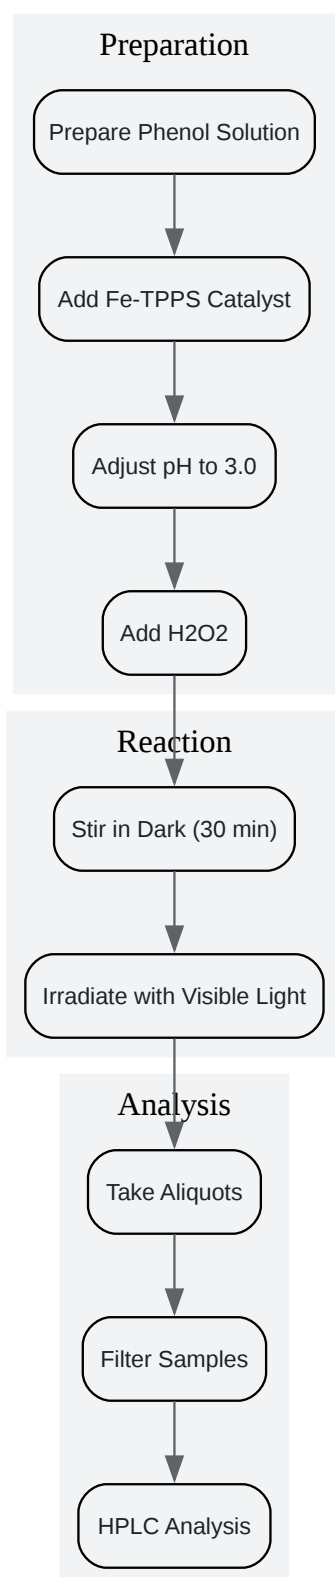 Preparation
Prepare Phenol Solution
Add Fe-TPPS Catalyst
Adjust pH to 3.0
Add H2O2
Reaction
Stir in Dark (30 min)
Irradiate with Visible Light
Analysis
Take Aliquots
Filter Samples
HPLC Analysis